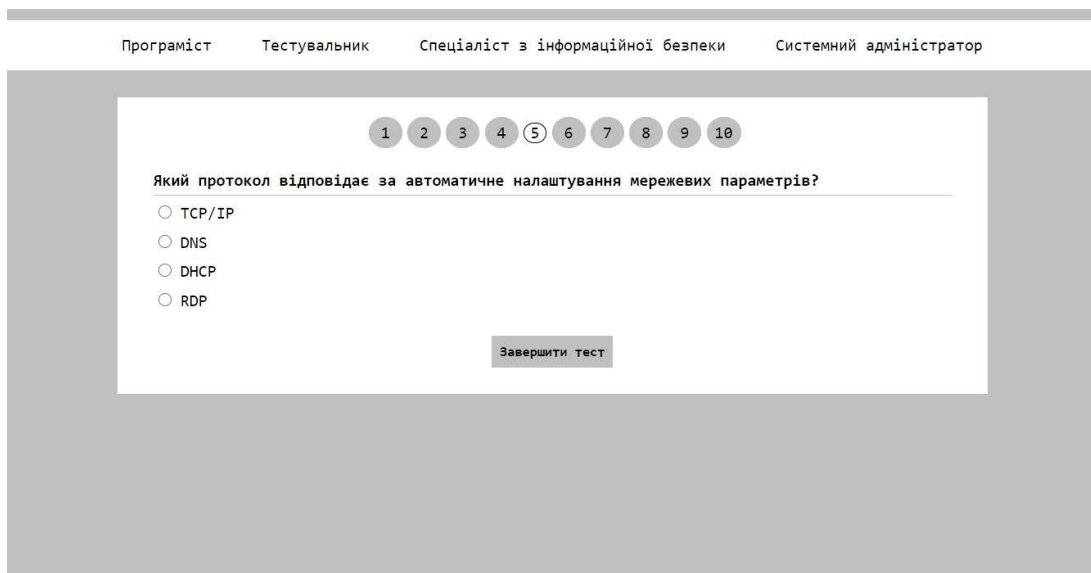 Програміст Тестувальник Спеціаліст з інформаційної безпеки Системний адміністратор
1 2 3 4 5 6 7 8 9 10
Який протокол відповідає за автоматичне налаштування мережевих параметрів?
TCP/IP
DNS
DHCP
RDP
Завершити тест